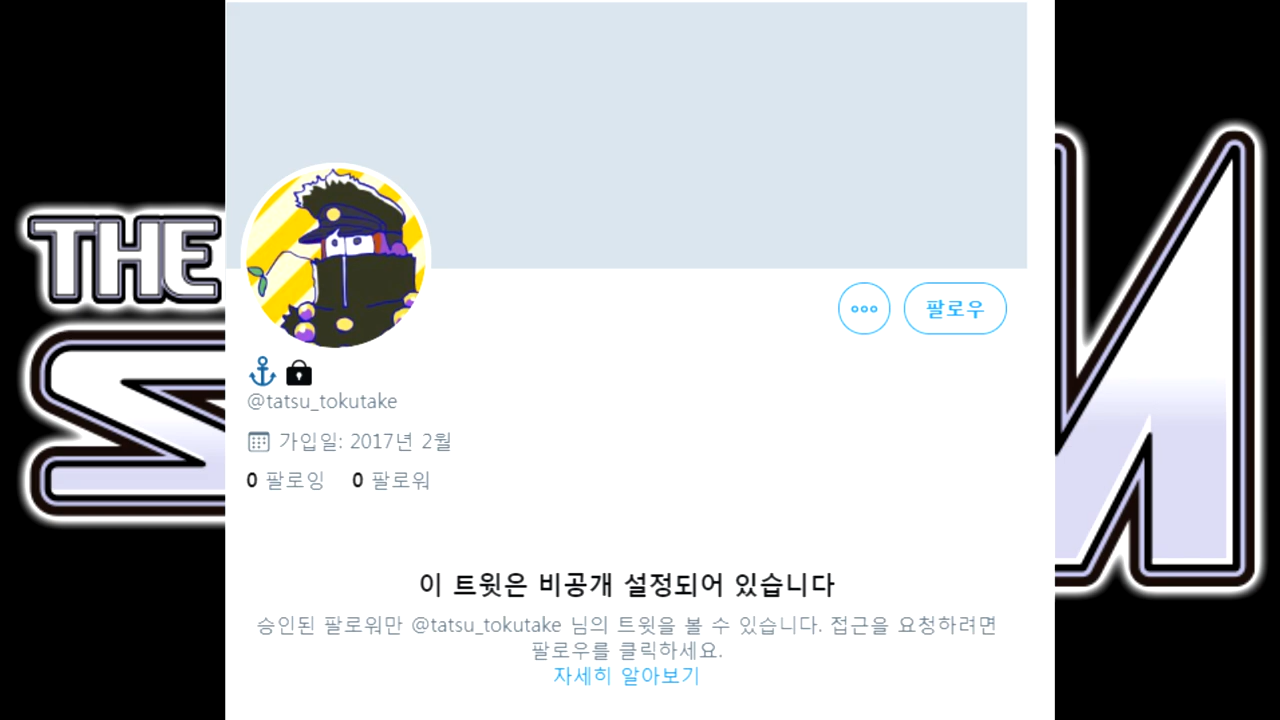 THE
팔로우
@tatsu_tokutake
가입일: 2017년 2월
0 팔로잉 0 팔로워
이 트윗은 비공개 설정되어 있습니다
승인된 팔로워만 @tatsu_tokutake 님의 트윗을 볼 수 있습니다. 접근을 요청하려면
팔로우를 클릭하세요.
자세히 알아보기